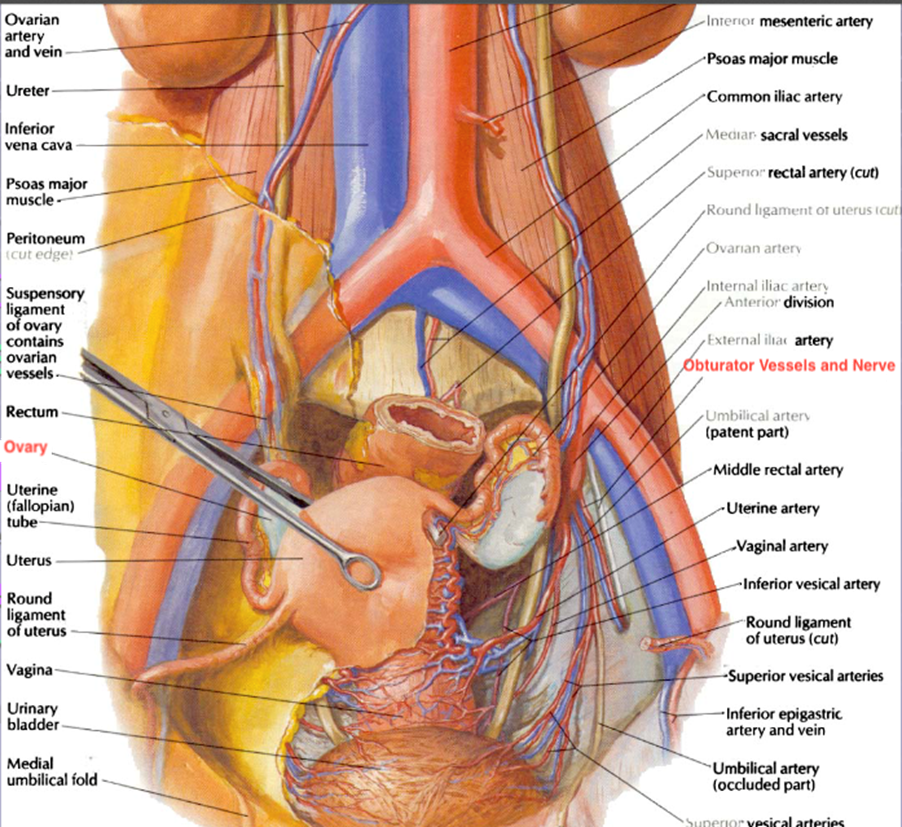 Ovarian
artery
and vein
Ureter
Inferior
vena cava
Psoas major
muscle
Peritoneum
(cut edge)
Suspensory
ligament
of ovary
contains
ovarian
vessels
Rectum
Ovary
Uterine
(fallopian)
tube
Uterus
Round
ligament
of uterus
Vagina
Urinary
bladder
Medial
umbilical fold
Inferior mesenteric artery
Psoas major muscle
Common iliac artery
Median sacral vessels
Superior rectal artery (cut)
Round ligament of uterus (cut)
Ovarian artery
Internal iliac artery
Anterior division
External iliac artery
Obturator Vessels and Nerve
Umbilical artery
(patent part)
Middle rectal artery
Uterine artery
Vaginal artery
Inferior vesical artery
Round ligament
of uterus (cut)
Superior vesical arteries
Inferior epigastric
artery and vein
Umbilical artery
(occluded part)
Superior vesical arteries